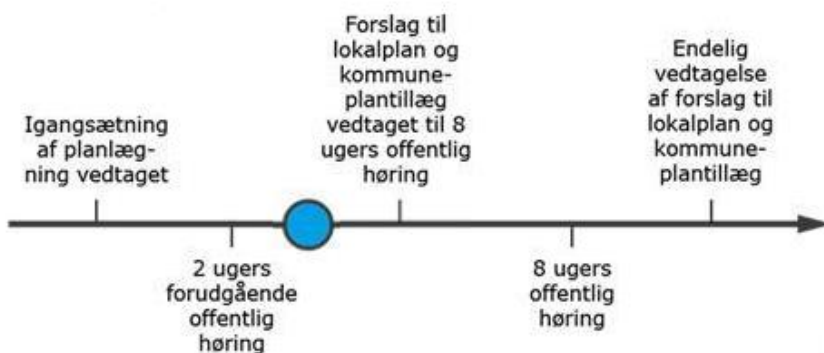 Igangsætning
af planlæg-
ning vedtaget
2 ugers
forudgående
offentlig
høring
Forslag til
lokalplan og
kommune-
plantillæg
vedtaget til 8
ugers offentlig
høring
8 ugers
offentlig
høring
Endelig
vedtagelse
af forslag til
lokalplan og
kommune-
plantillæg